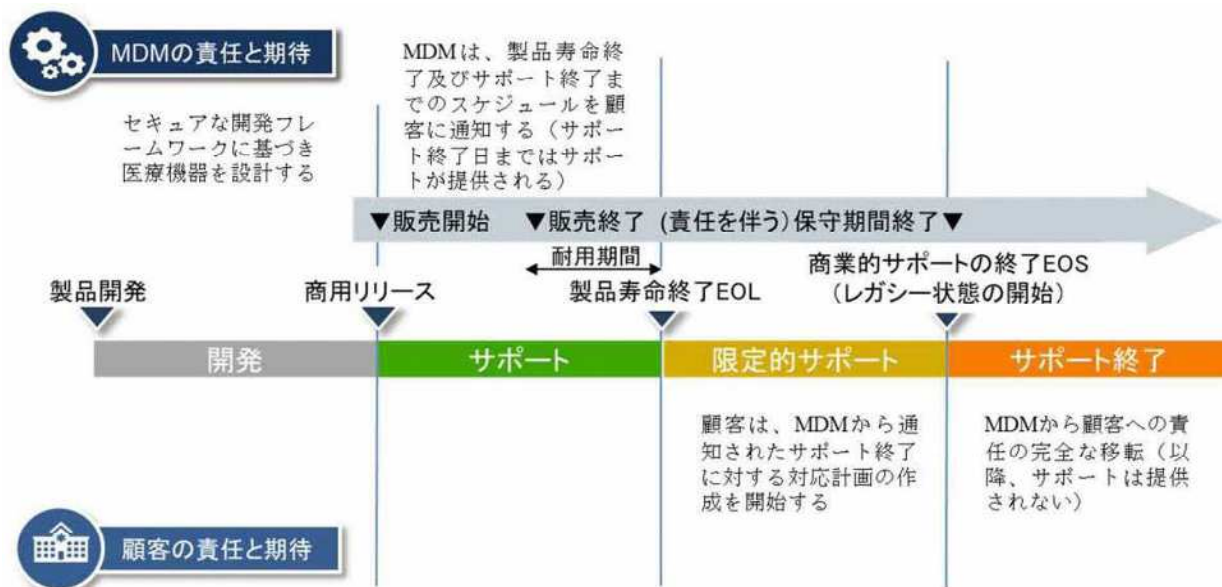 MDMの責任と期待
セキュアな開発フレ
ームワークに基づき
医療機器を設計する
MDMは、製品寿命終
了及びサポート終了ま
でのスケジュールを顧
客に通知する（サポー
ト終了日まではサポー
トが提供される）
▼販売開始 ▼販売終了 (責任を伴う)保守期間終了▼
耐用期間
製品開発
商用リリース
製品寿命終了EOL
商業的サポートの終了EOS
（レガシー状態の開始）
開発
サポート
限定的サポート
サポート終了
顧客は、MDMから通
知されたサポート終了
に対する対応計画の作
成を開始する
MDMから顧客への責
任の完全な移転（以
降、サポートは提供
されない）
顧客の責任と期待